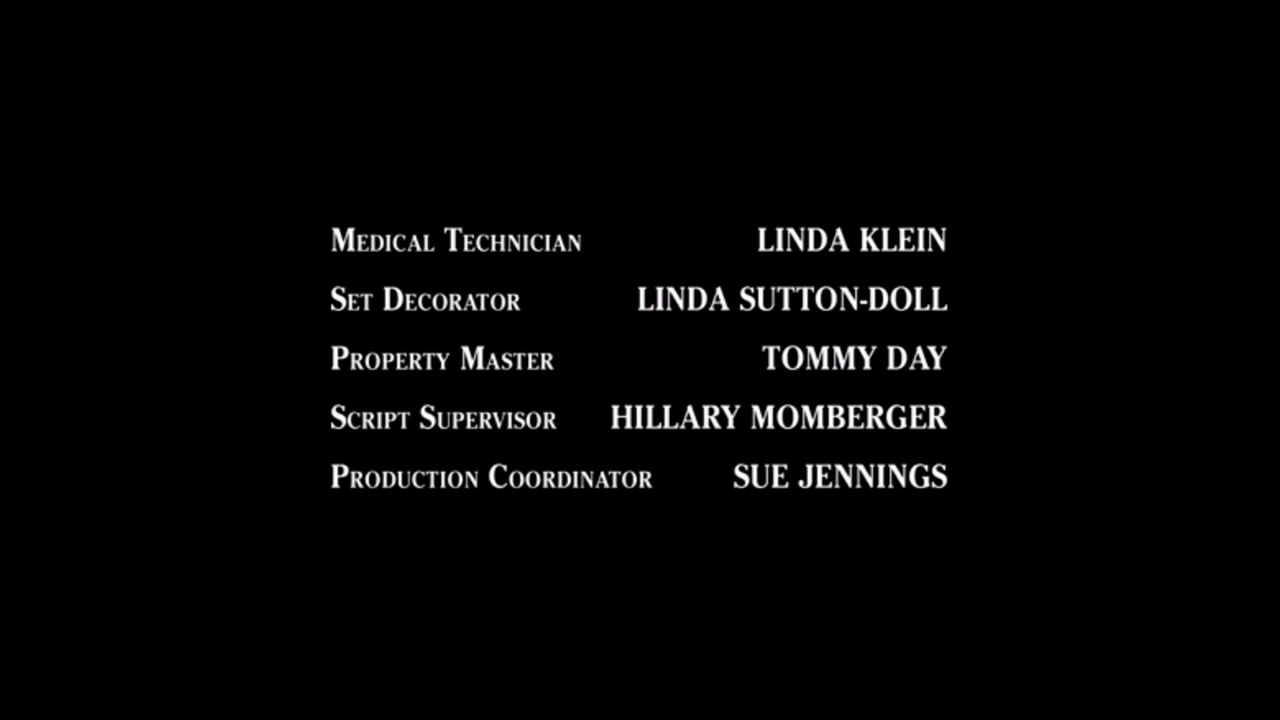 Medical Technician LINDA KLEIN
Set Decorator LINDA SUTTON-DOLL
Property Master TOMMY DAY
Script Supervisor HILLARY MOMBERGER
Production Coordinator SUE JENNINGS